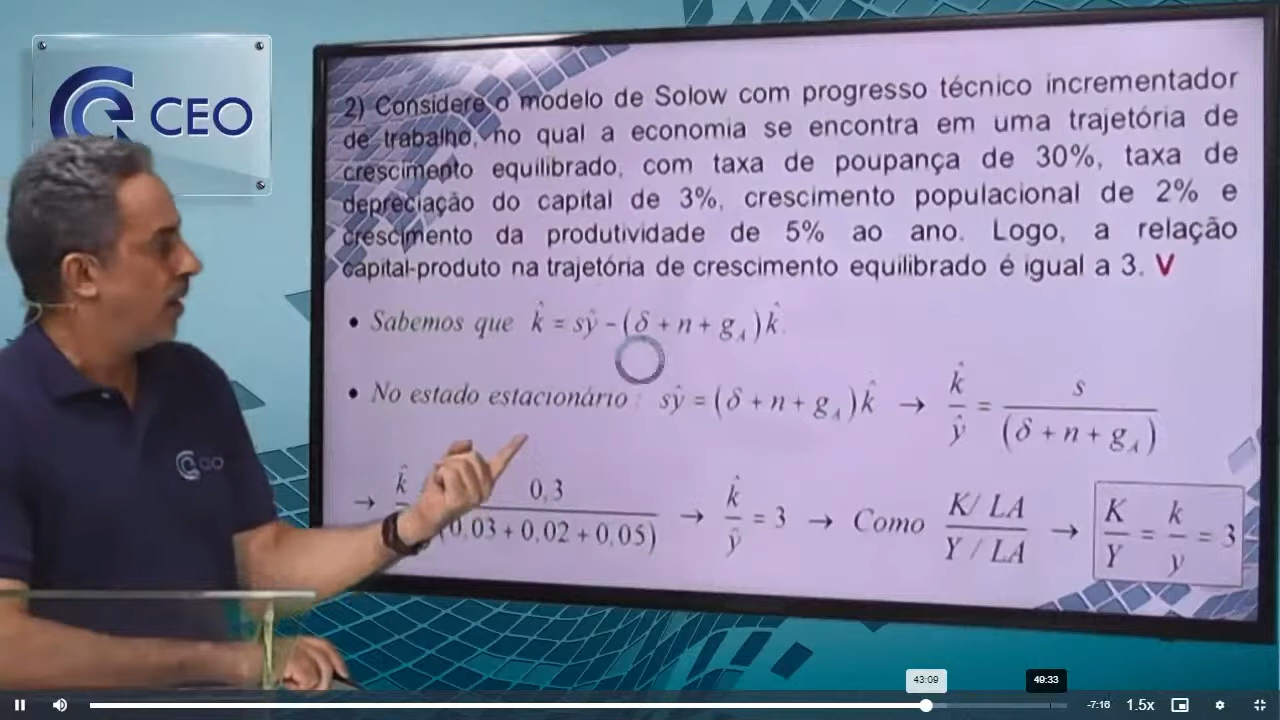 CEO
2) Considere o modelo de Solow com progresso técnico incrementador
de trabalho, no qual a economia se encontra em uma trajetória de
crescimento equilibrado, com taxa de poupança de 30%, taxa de
depreciação do capital de 3%, crescimento populacional de 2% e
crescimento da produtividade de 5% ao ano. Logo, a relação
capital-produto na trajetória de crescimento equilibrado é igual a 3. V
• Sabemos que k̂ = sŷ − (δ + n + g_A)k̂.
• No estado estacionário : sŷ = (δ + n + g_A)k̂ → k̂/ŷ = s/(δ + n + g_A)
→ k̂ 0,3/(0,03 + 0,02 + 0,05) → k̂/ŷ = 3 → Como K/LA / Y/LA → K/Y = k/y = 3
CEO
43:09
49:33
-7:16
1.5x